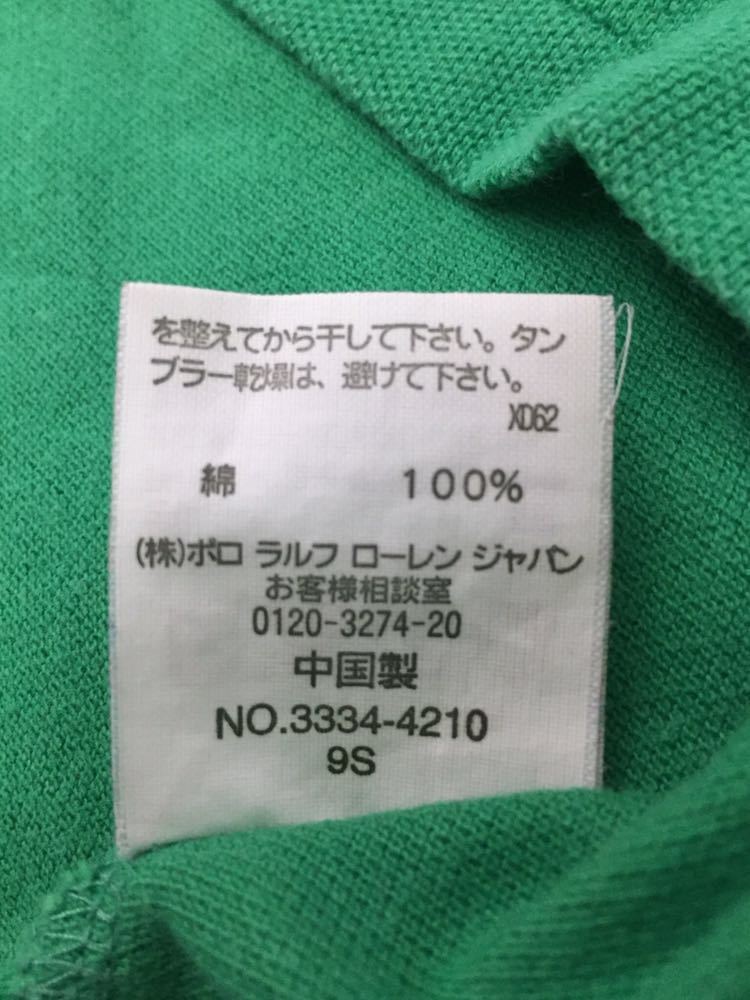 を整えてから干して下さい。タン
ブラー乾燥は、避けて下さい。
XD62
綿 100%
(株)ポロ ラルフ ローレン ジャパン
お客様相談室
0120-3274-20
中国製
NO.3334-4210
9S